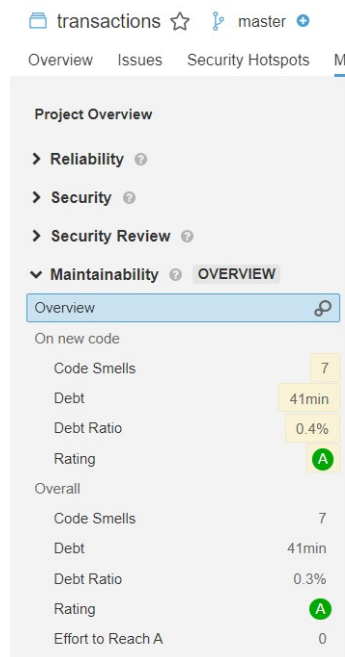 transactions master
Overview Issues Security Hotspots M
Project Overview
Reliability ?
Security ?
Security Review ?
Maintainability ? OVERVIEW
Overview
On new code
Code Smells 7
Debt 41min
Debt Ratio 0.4%
Rating A
Overall
Code Smells 7
Debt 41min
Debt Ratio 0.3%
Rating A
Effort to Reach A 0